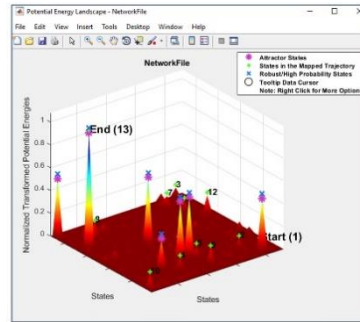 Potential Energy Landscape - NetworkFile
File Edit View Insert Tools Desktop Window Help
NetworkFile
Attractor States
States in the Mapped Trajectory
Robust/High Probability States
Tooltip Data Cursor
Note: Right Click for More Option
Normalized Transformed Potential Energies
1
0.8
0.6
0.4
0.2
0
End (13)
3
7
12
Start (1)
States
States